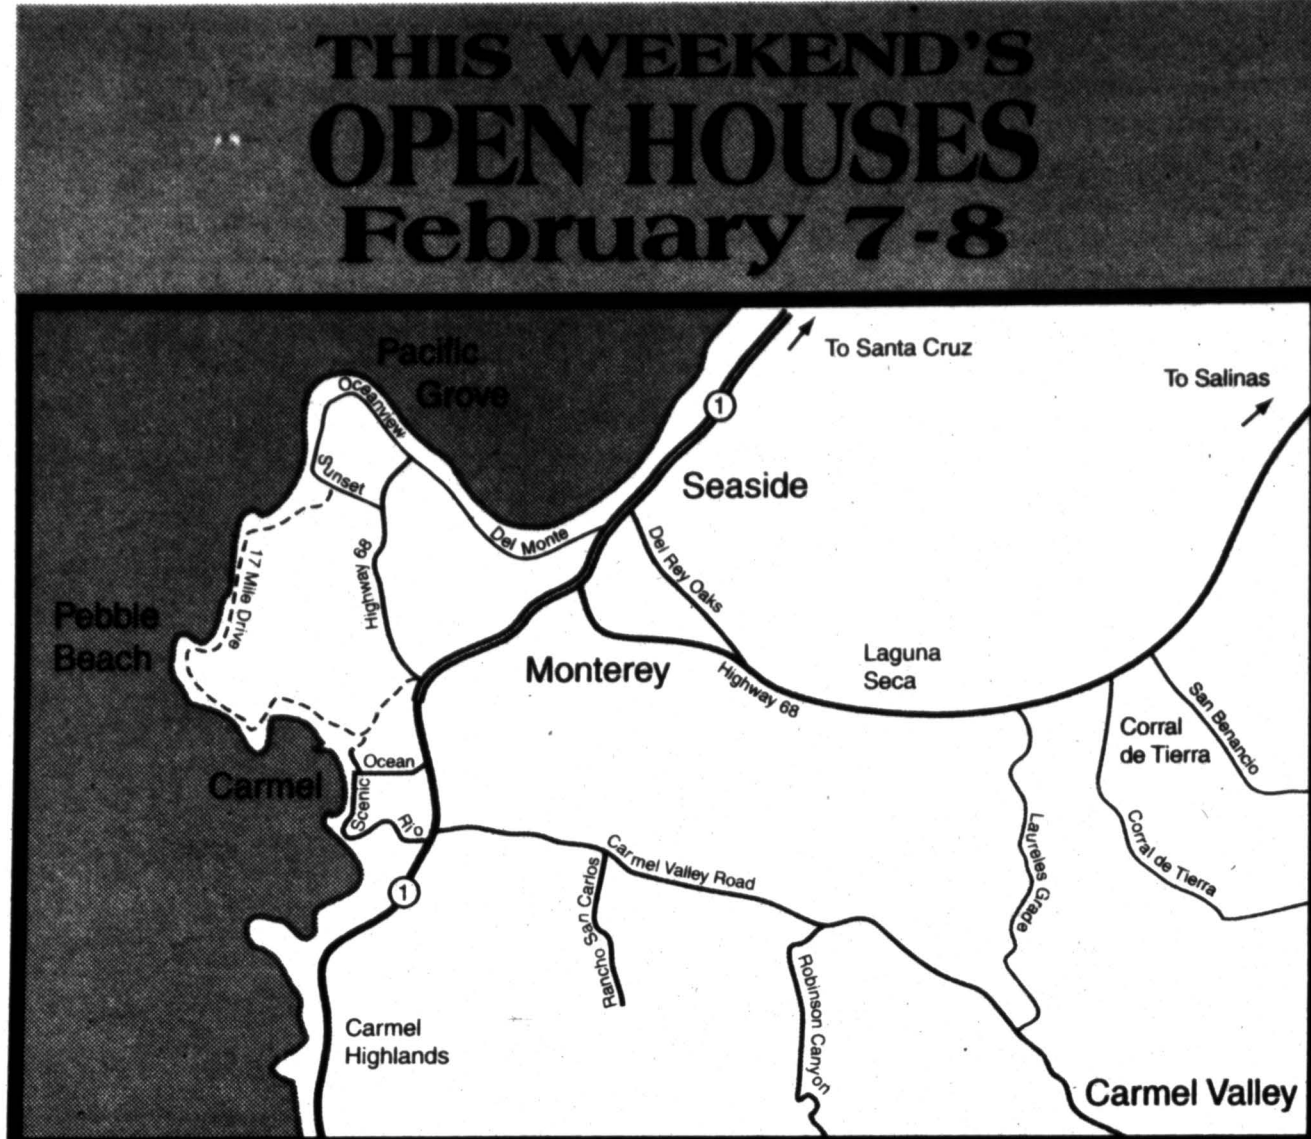 THIS WEEKEND'S
OPEN HOUSES
February 7-8
To Santa Cruz
To Salinas
Pacific
Grove
Oceanview
1
Sunset
Seaside
Del Monte
Del Rey Oaks
17 Mile Drive
Highway 68
Pebble
Beach
Monterey
Highway 68
Laguna
Seca
San Benancio
Corral
de Tierra
Ocean
Carmel
Scenic
Rio
Corral de Tierra
Laureles Grade
Carmel Valley Road
1
Rancho San Carlos
Robinson Canyon
Carmel
Highlands
Carmel Valley